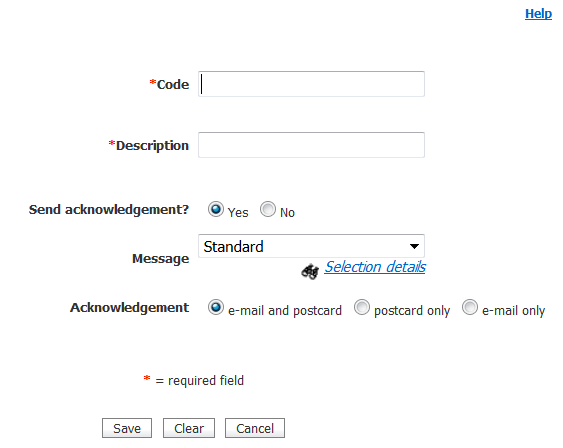 Help
*Code
*Description
Send acknowledgement? Yes No
Message Standard
Selection details
Acknowledgement e-mail and postcard postcard only e-mail only
* = required field
Save Clear Cancel